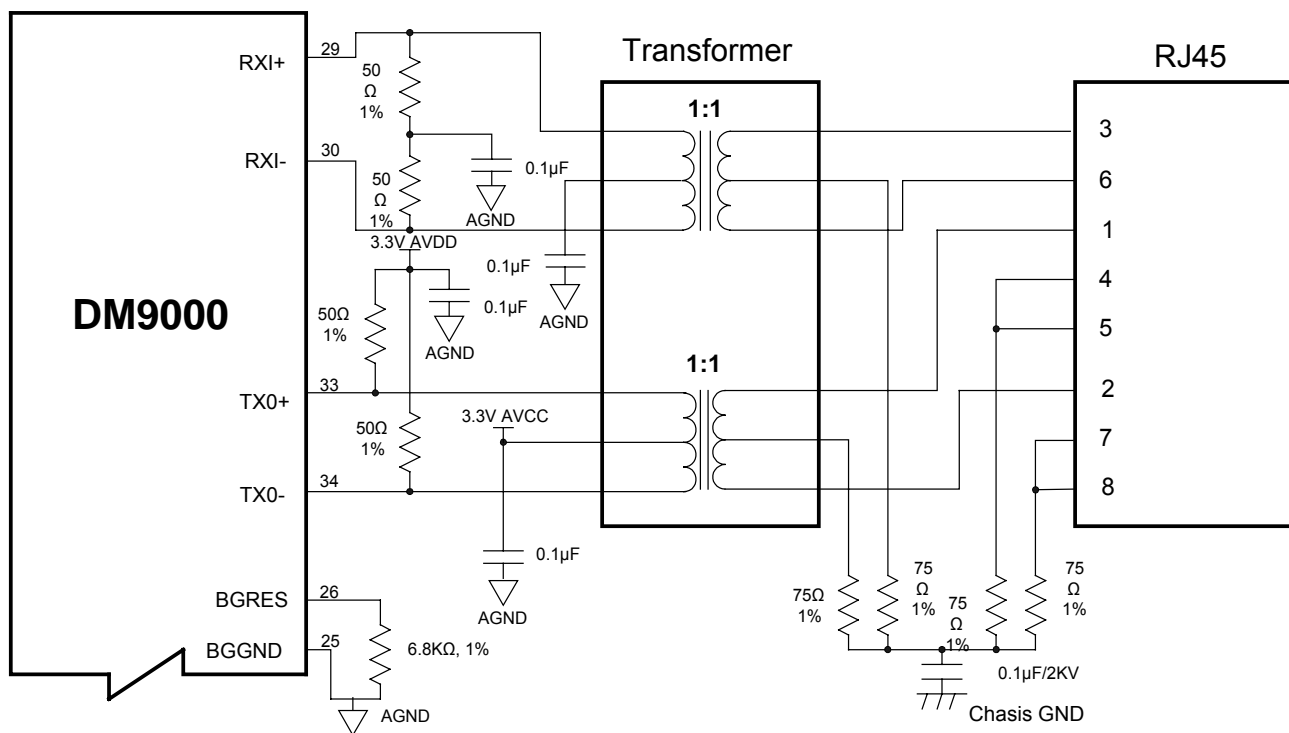 Transformer
RJ45
DM9000
RXI+
29
RXI-
30
50
Ω
1%
50
Ω
1%
0.1µF
AGND
3.3V AVDD
0.1µF
AGND
0.1µF
AGND
50Ω
1%
TX0+
33
50Ω
1%
TX0-
34
3.3V AVCC
0.1µF
AGND
BGRES
26
BGGND
25
6.8KΩ, 1%
AGND
1:1
1:1
3
6
1
4
5
2
7
8
75Ω
1%
75
Ω
1%
75
Ω
1%
75
Ω
1%
0.1µF/2KV
Chasis GND